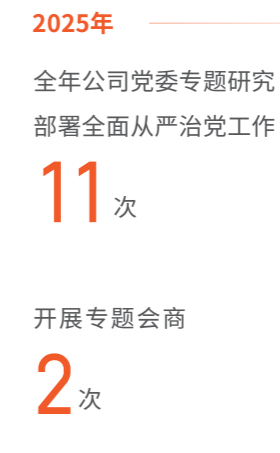 2025年
全年公司党委专题研究
部署全面从严治党工作
11次
开展专题会商
2次